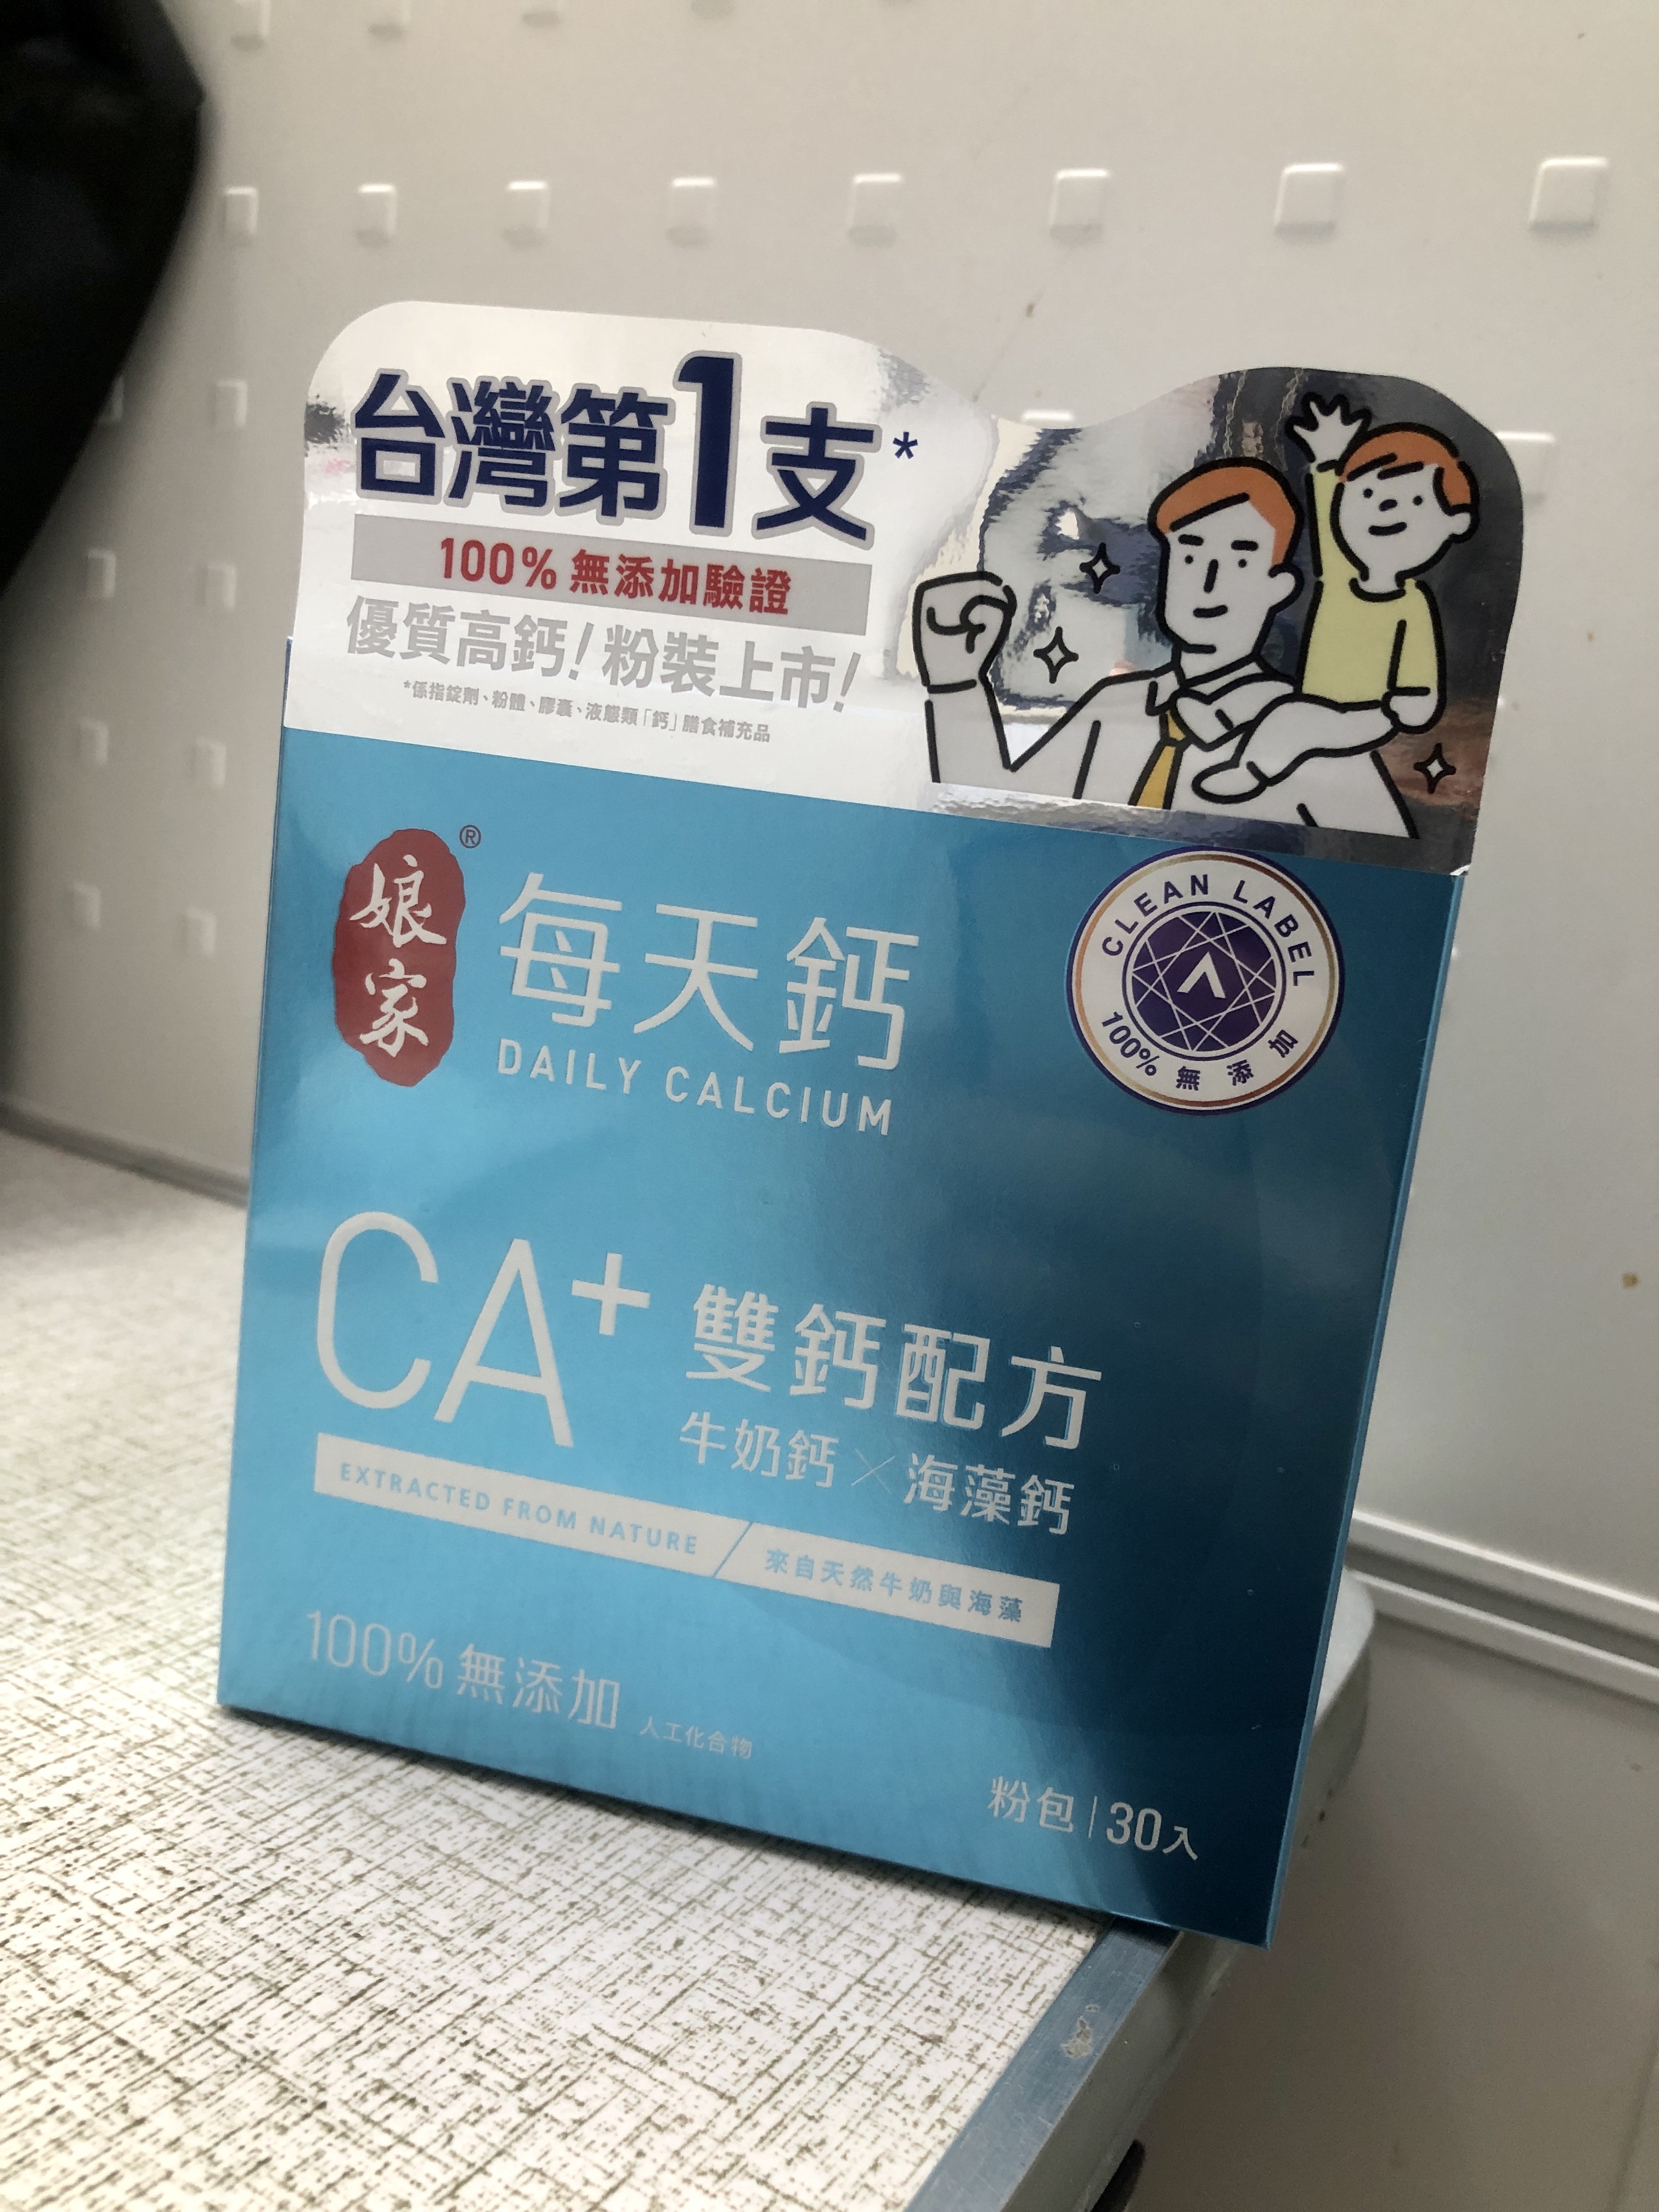 台灣第1支*
100%無添加驗證
優質高鈣!粉裝上市!
*係指錠劑、粉體、膠囊、液態類「鈣」膳食補充品
娘家®
每天鈣
DAILY CALCIUM
CLEAN LABEL
100%無添加
CA+
雙鈣配方
牛奶鈣×海藻鈣
EXTRACTED FROM NATURE / 來自天然牛奶與海藻
100%無添加 人工化合物
粉包|30入